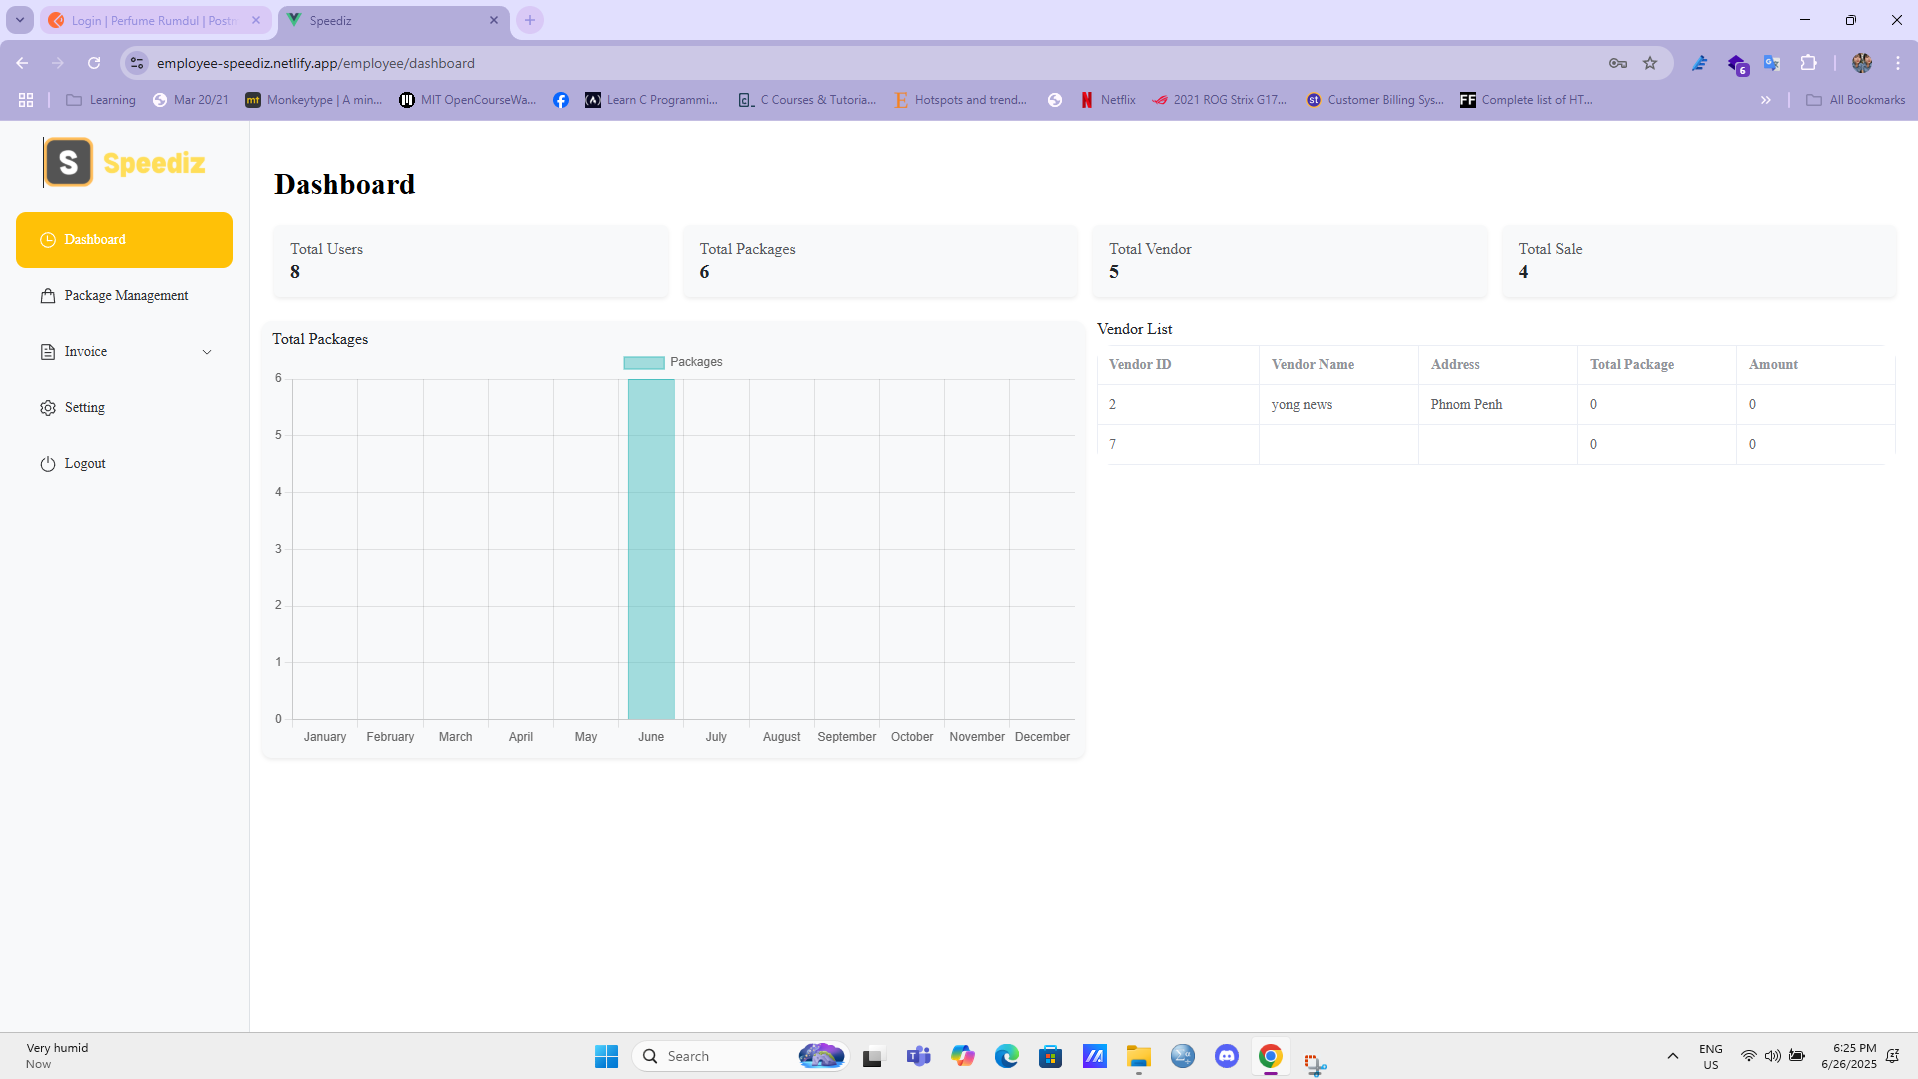 Login | Perfume Rumdul | Postm
Speediz
employee-speediz.netlify.app/employee/dashboard
6
Learning
Mar 20/21
mt
Monkeytype | A min...
MIT OpenCourseWa...
Learn C Programmi...
C Courses & Tutoria...
E
Hotspots and trend...
Netflix
2021 ROG Strix G17...
st
Customer Billing Sys...
FF
Complete list of HT...
All Bookmarks
S Speediz
Dashboard
Package Management
Invoice
Setting
Logout
Dashboard
Total Users
8
Total Packages
6
Total Vendor
5
Total Sale
4
Total Packages
Packages
6
5
4
3
2
1
0
January February March April May June July August September October November December
Vendor List
Vendor ID Vendor Name Address Total Package Amount
2 yong news Phnom Penh 0 0
7 0 0
Very humid
Now
Search
ENG
US
6:25 PM
6/26/2025